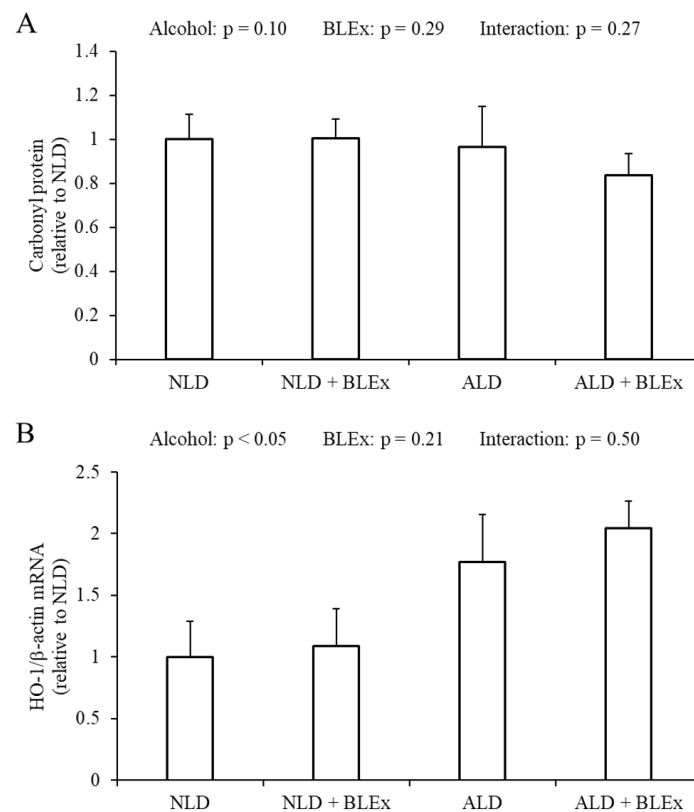 A
Alcohol: p = 0.10 BLEx: p = 0.29 Interaction: p = 0.27
Carbonyl protein
(relative to NLD)
1.4
1.2
1
0.8
0.6
0.4
0.2
0
NLD NLD + BLEx ALD ALD + BLEx
B
Alcohol: p < 0.05 BLEx: p = 0.21 Interaction: p = 0.50
HO-1/β-actin mRNA
(relative to NLD)
2.5
2
1.5
1
0.5
0
NLD NLD + BLEx ALD ALD + BLEx